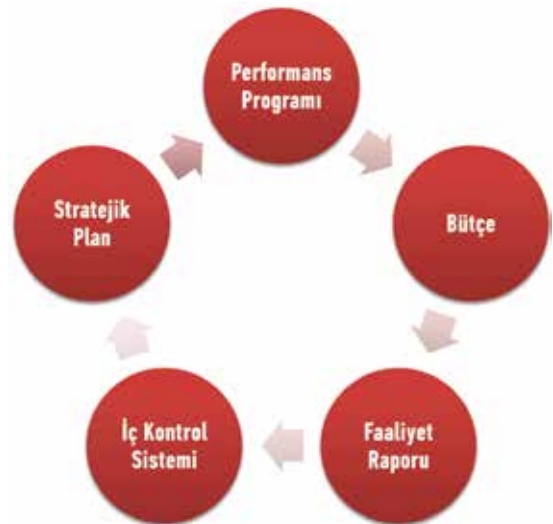 Performans
Programı
Bütçe
Faaliyet
Raporu
İç Kontrol
Sistemi
Stratejik
Plan